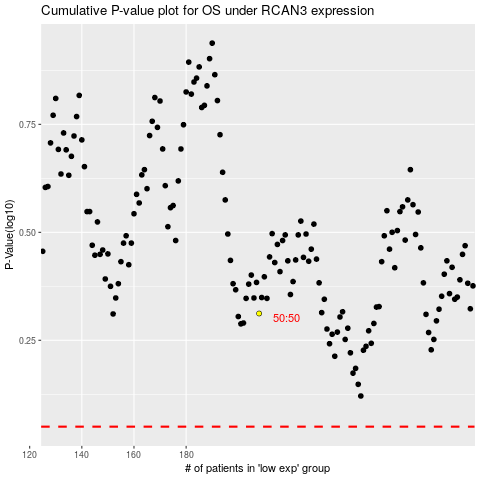 Cumulative P-value plot for OS under RCAN3 expression
P-Value(log10)
0.75
0.50
0.25
50:50
120 140 160 180
# of patients in 'low exp' group